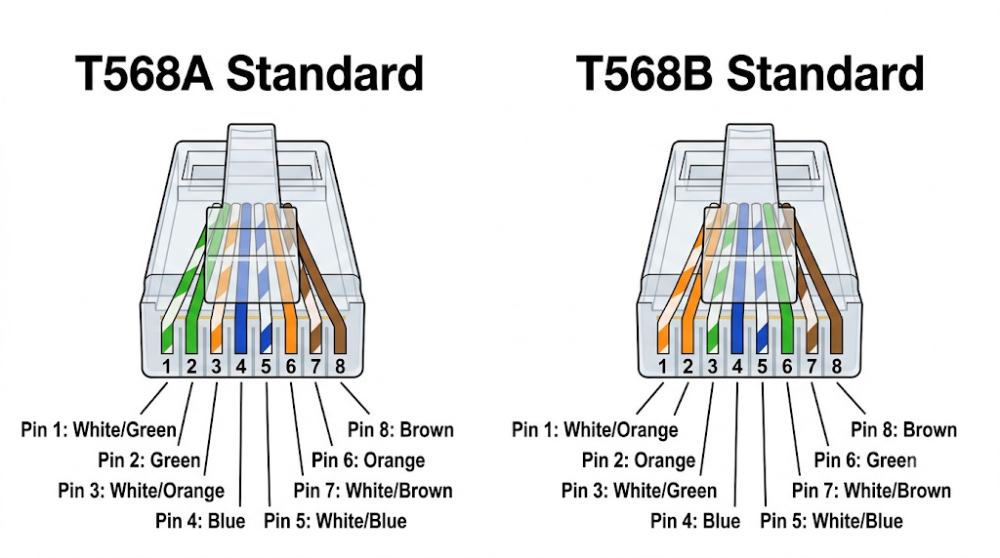 T568A Standard
1 2 3 4 5 6 7 8
Pin 1: White/Green
Pin 8: Brown
Pin 2: Green
Pin 6: Orange
Pin 3: White/Orange
Pin 7: White/Brown
Pin 4: Blue
Pin 5: White/Blue
T568B Standard
1 2 3 4 5 6 7 8
Pin 1: White/Orange
Pin 8: Brown
Pin 2: Orange
Pin 6: Green
Pin 3: White/Green
Pin 7: White/Brown
Pin 4: Blue
Pin 5: White/Blue